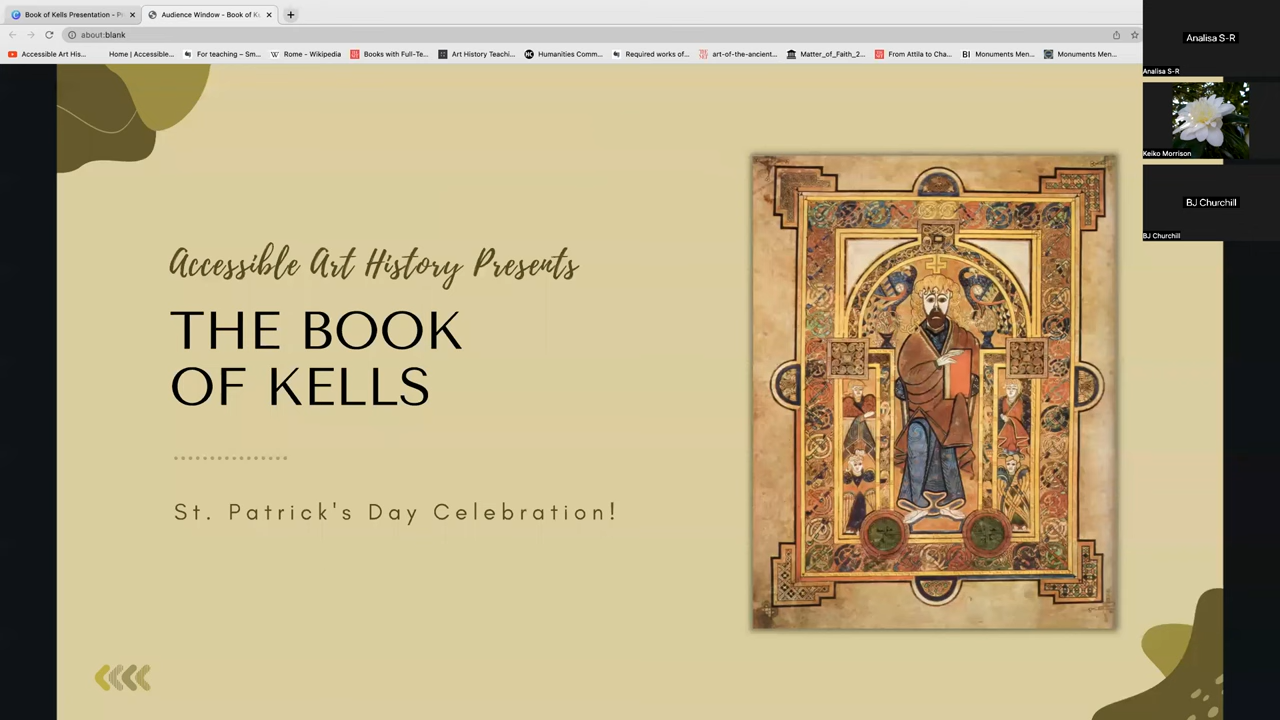 Book of Kells Presentation - Pr
Audience Window - Book of Ke
about:blank
Accessible Art His...
Home | Accessible...
For teaching – Sm...
Rome - Wikipedia
Books with Full-Te...
Art History Teachi...
Humanities Comm...
Required works of...
art-of-the-ancient...
Matter_of_Faith_2...
From Attila to Cha...
Monuments Men...
Monuments Men...
Analisa S-R
Analisa S-R
Keiko Morrison
BJ Churchill
BJ Churchill
Accessible Art History Presents
THE BOOK
OF KELLS
St. Patrick's Day Celebration!